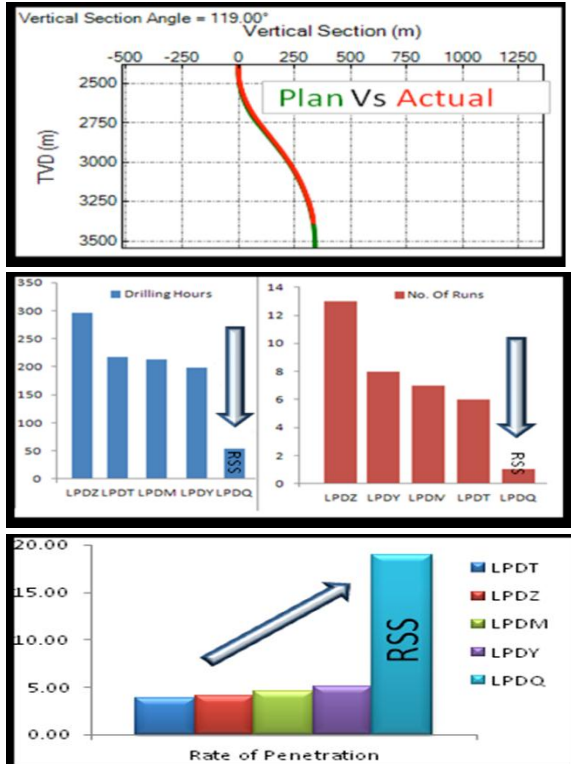 Vertical Section Angle = 119.00°
Vertical Section (m)
-500 -250 0 250 500 750 1000 1250
Plan Vs Actual
TVD (m)
2500
2750
3000
3250
3500
Drilling Hours
350
300
250
200
150
100
50
0
RSS
LPDZ LPDT LPDM LPDY LPDQ
No. Of Runs
14
12
10
8
6
4
2
0
RSS
LPDZ LPDY LPDM LPDT LPDQ
20.00
15.00
10.00
5.00
0.00
RSS
LPDT
LPDZ
LPDM
LPDY
LPDQ
Rate of Penetration